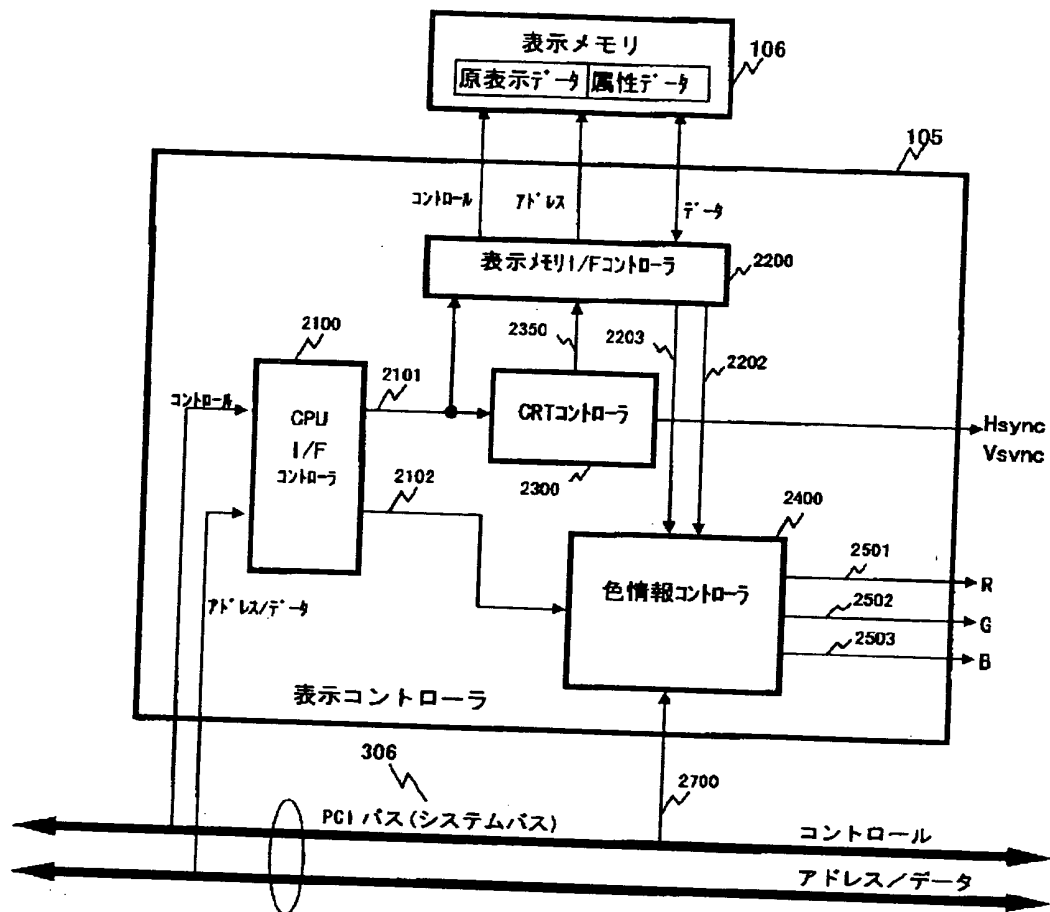 表示メモリ
原表示データ 属性データ
106
105
コントロール
アドレス
データ
表示メモリI/Fコントローラ
2200
2100
2350
2203
2202
コントロール
2101
CPU
I/F
コントローラ
CRTコントローラ
2300
Hsync
Vsvnc
2102
2400
色情報コントローラ
2501
R
2502
G
2503
B
アドレス/データ
表示コントローラ
306
2700
PCIバス(システムバス)
コントロール
アドレス/データ